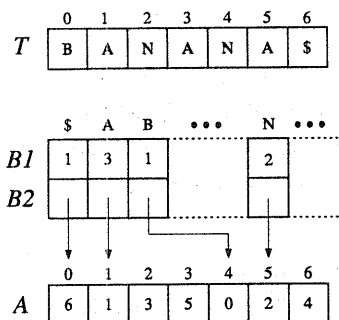 0 1 2 3 4 5 6
T B A N A N A $
$ A B ••• N •••
B1 1 3 1 2
B2
0 1 2 3 4 5 6
A 6 1 3 5 0 2 4